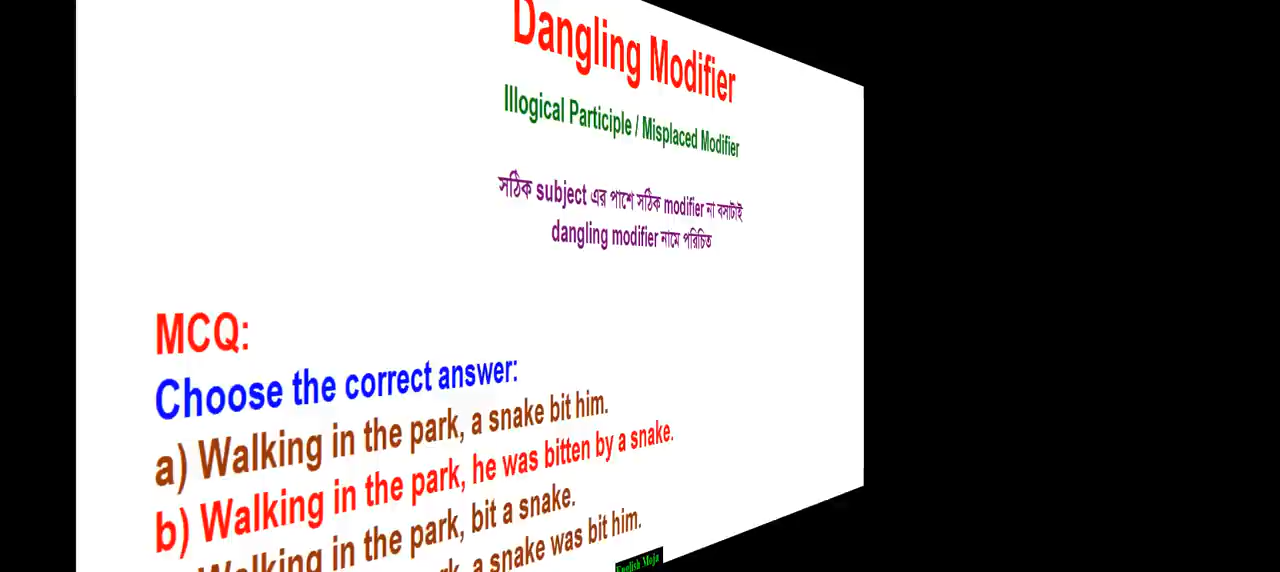 Dangling Modifier
Illogical Participle / Misplaced Modifier
সঠিক subject এর পাশে সঠিক modifier না বসাটাই
dangling modifier নামে পরিচিত
MCQ:
Choose the correct answer:
a) Walking in the park, a snake bit him.
b) Walking in the park, he was bitten by a snake.
Walking in the park, bit a snake.
a snake was bit him.
English Moja